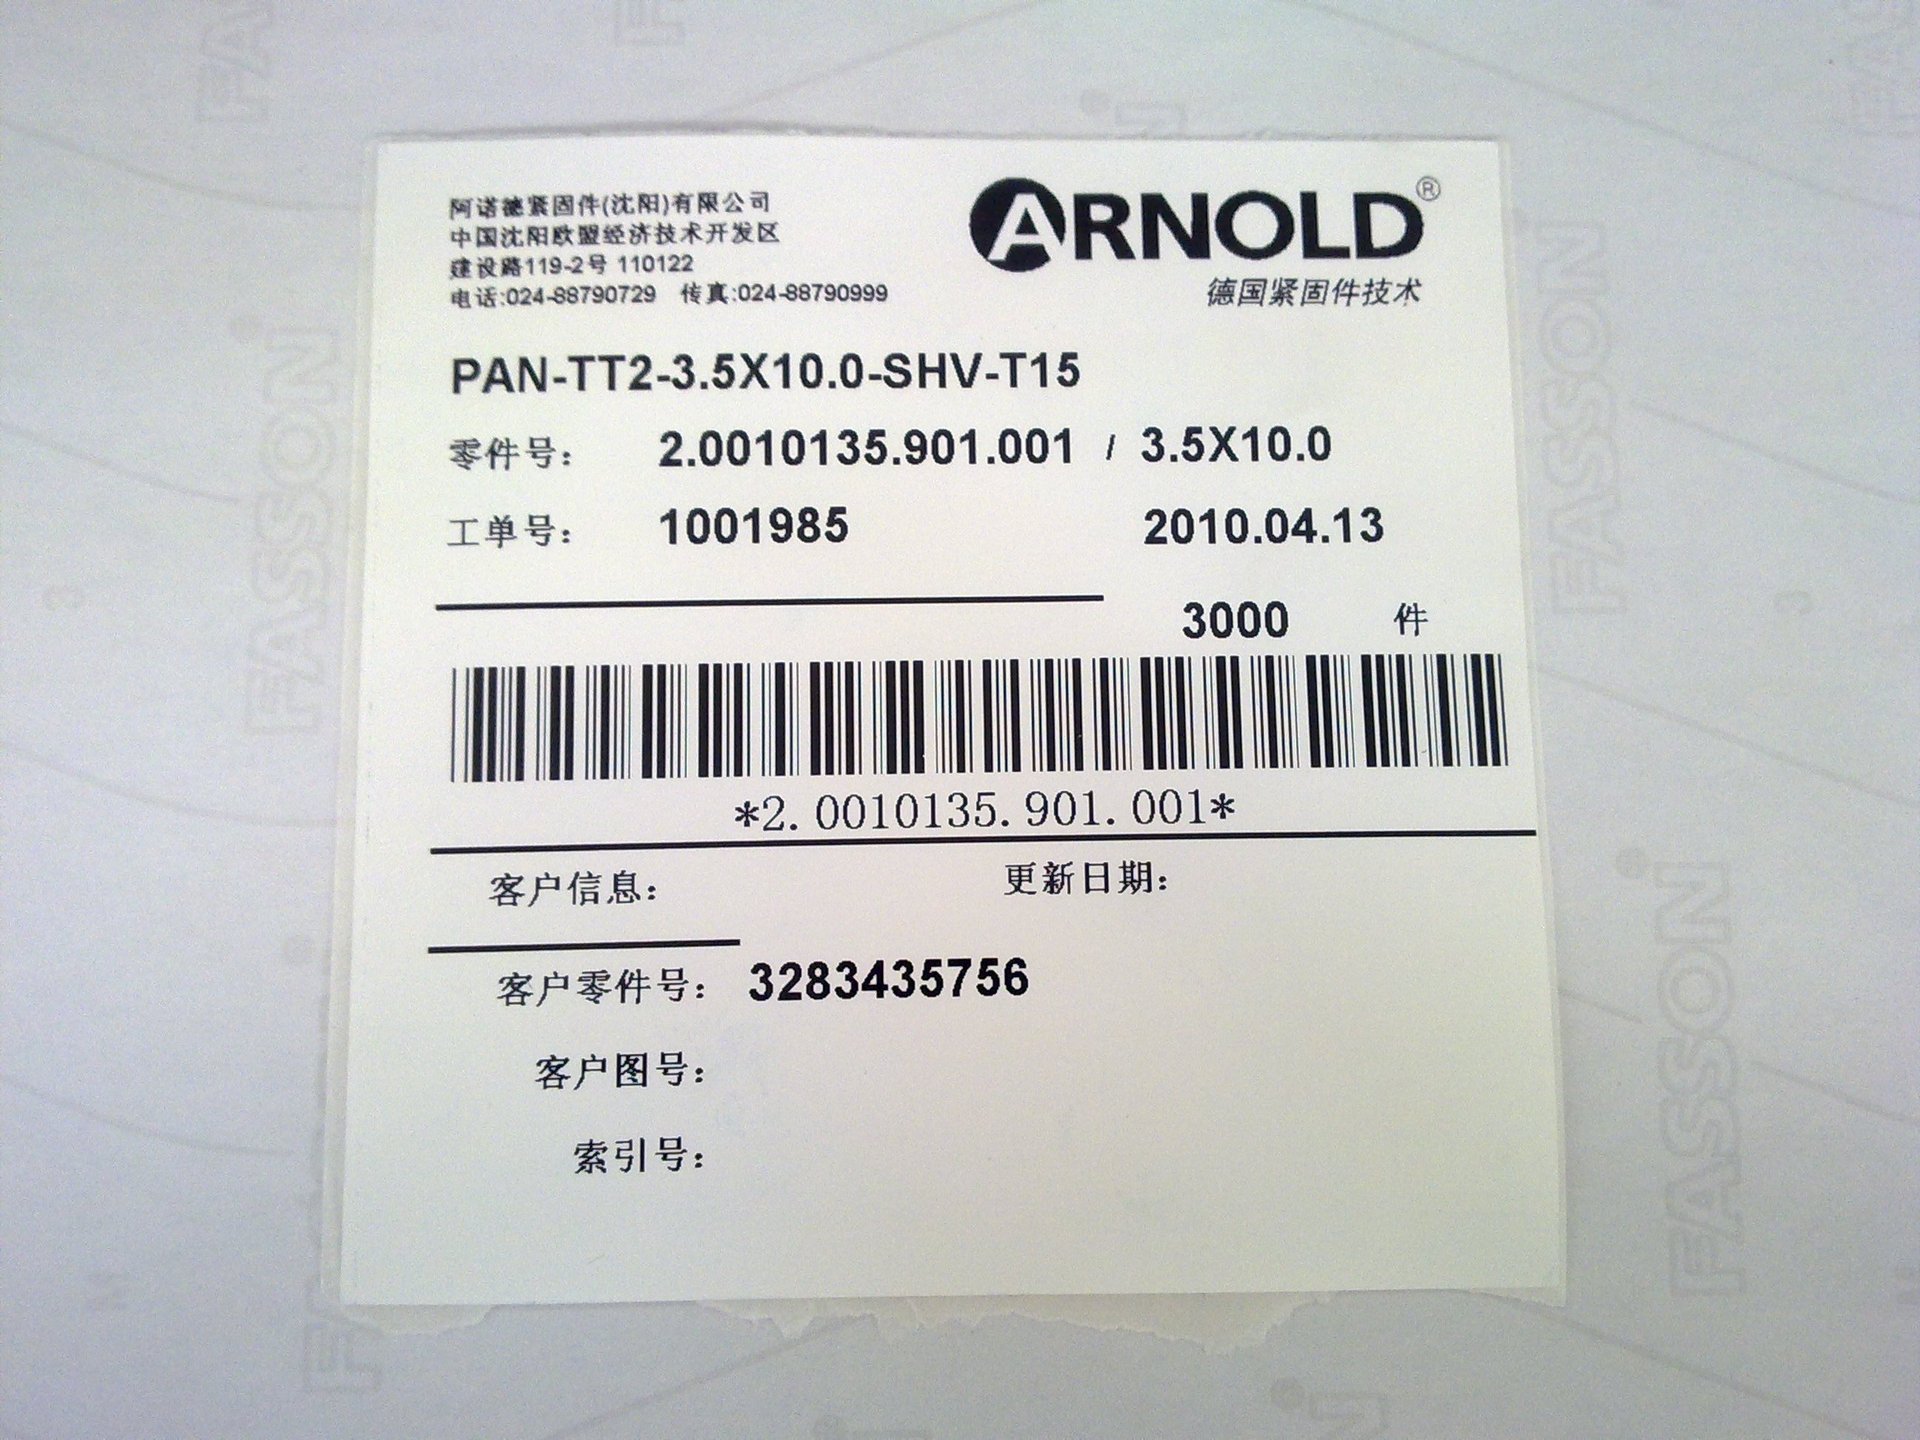 阿诺德紧固件(沈阳)有限公司
中国沈阳欧盟经济技术开发区
建设路119-2号 110122
电话:024-88790729 传真:024-88790999
ARNOLD®
德国紧固件技术
PAN-TT2-3.5X10.0-SHV-T15
零件号: 2.0010135.901.001 / 3.5X10.0
工单号: 1001985 2010.04.13
3000 件
*2.0010135.901.001*
客户信息: 更新日期:
客户零件号: 3283435756
客户图号:
索引号:
FASSON
FASSON
FASSON